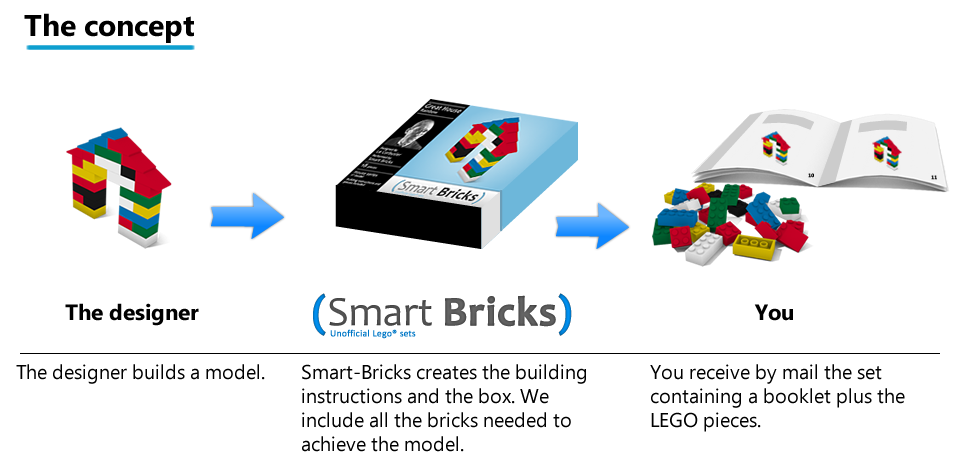 The concept
Great House
(Smart Bricks)
10
11
The designer
(Smart Bricks)
Unofficial Lego® sets
You
The designer builds a model.
Smart-Bricks creates the building
instructions and the box. We
include all the bricks needed to
achieve the model.
You receive by mail the set
containing a booklet plus the
LEGO pieces.